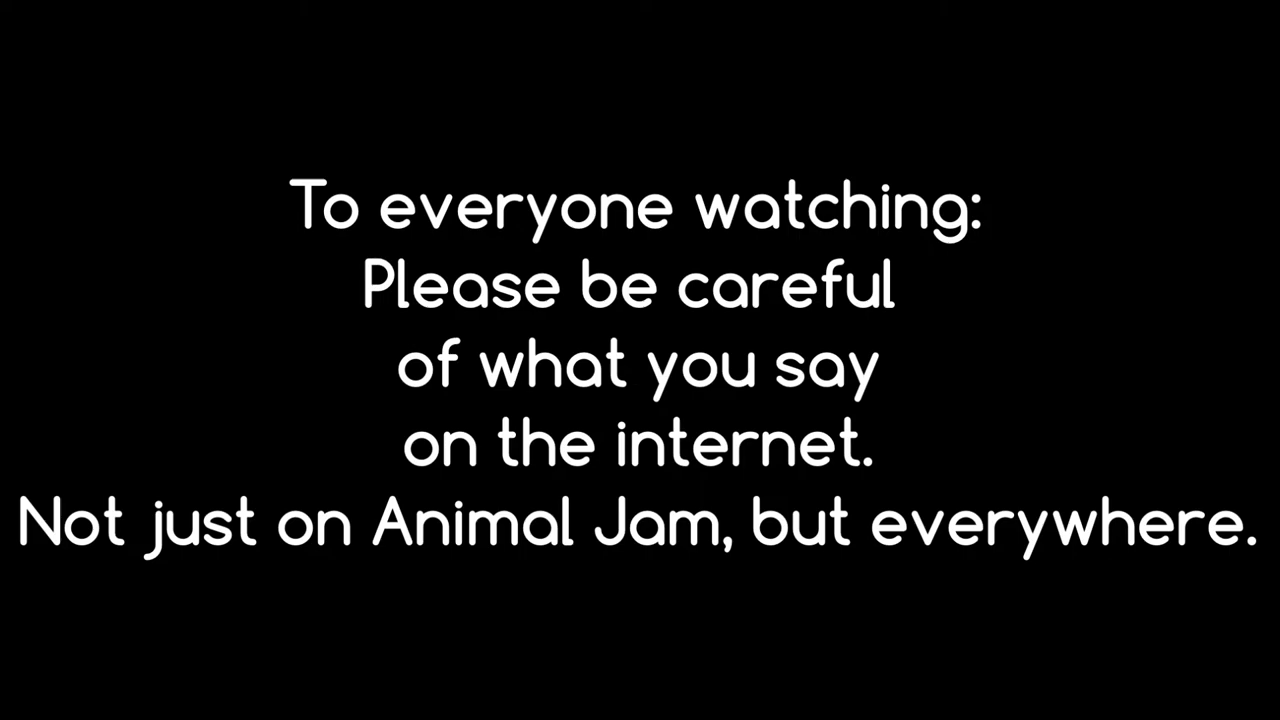 To everyone watching:
Please be careful
of what you say
on the internet.
Not just on Animal Jam, but everywhere.